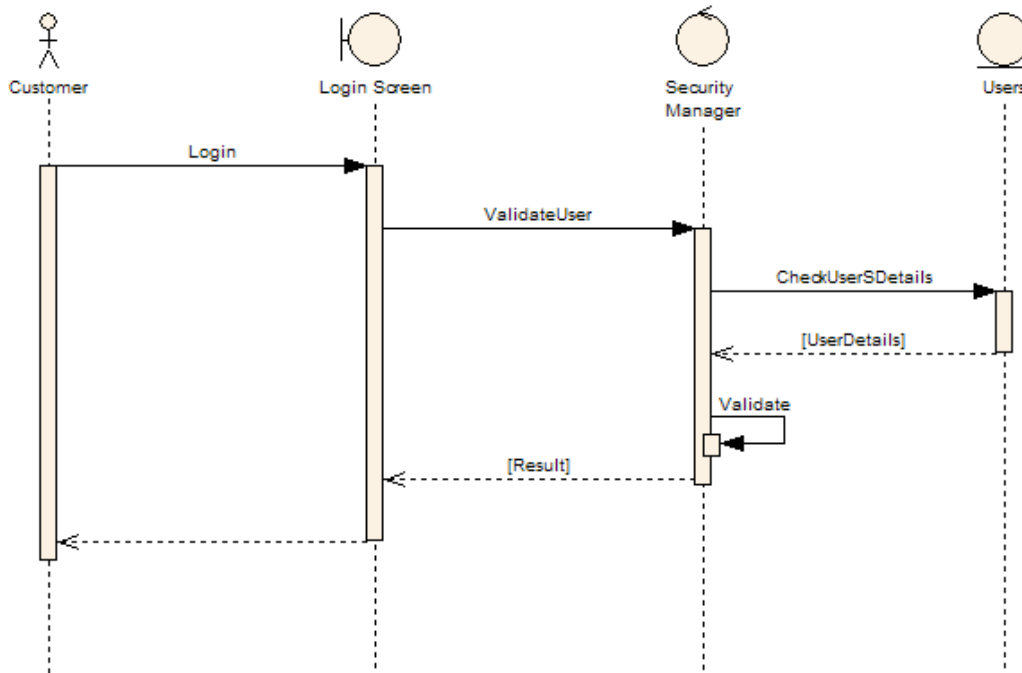 Customer
Login Screen
Security
Manager
Users
Login
ValidateUser
CheckUserSDetails
[UserDetails]
Validate
[Result]